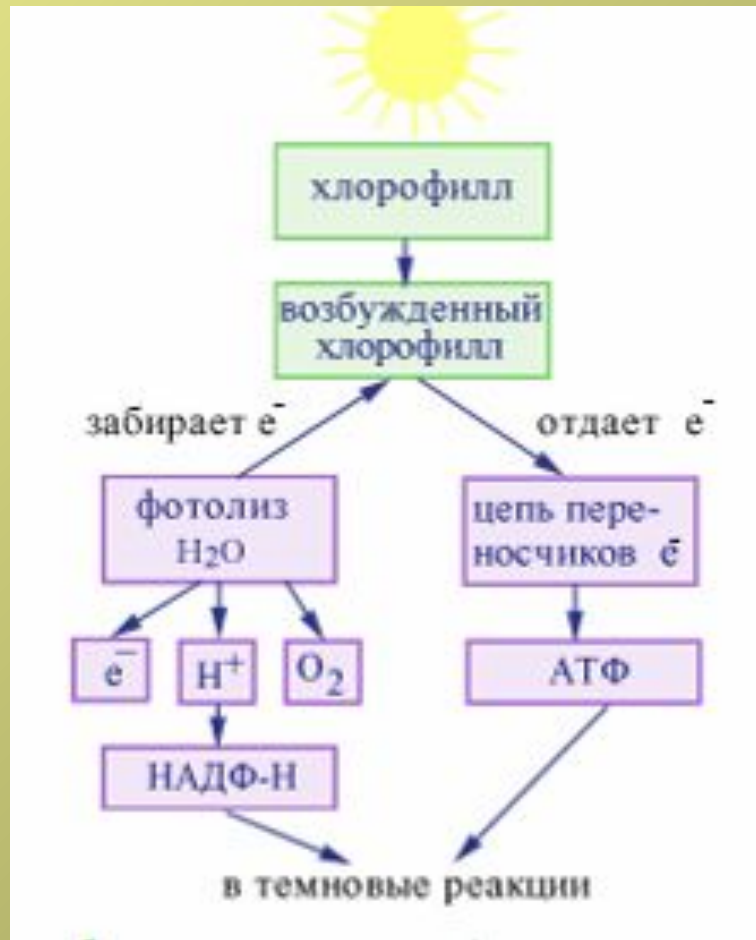 хлорофилл
возбужденный
хлорофилл
забирает e⁻
отдает e⁻
фотолиз
H₂O
цепь пере-
носчиков e⁻
e⁻
H⁺
O₂
АТФ
НАДФ-Н
в темновые реакции